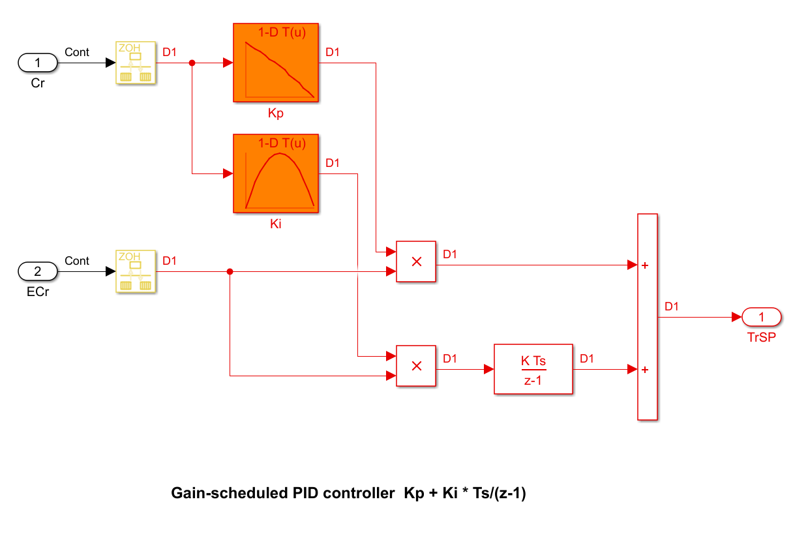 1-D T(u)
Cont
ZOH
D1
D1
1
Cr
Kp
1-D T(u)
D1
Ki
Cont
ZOH
D1
2
ECr
×
D1
+
D1
1
TrSP
×
D1
K Ts
z-1
D1
+
Gain-scheduled PID controller Kp + Ki * Ts/(z-1)